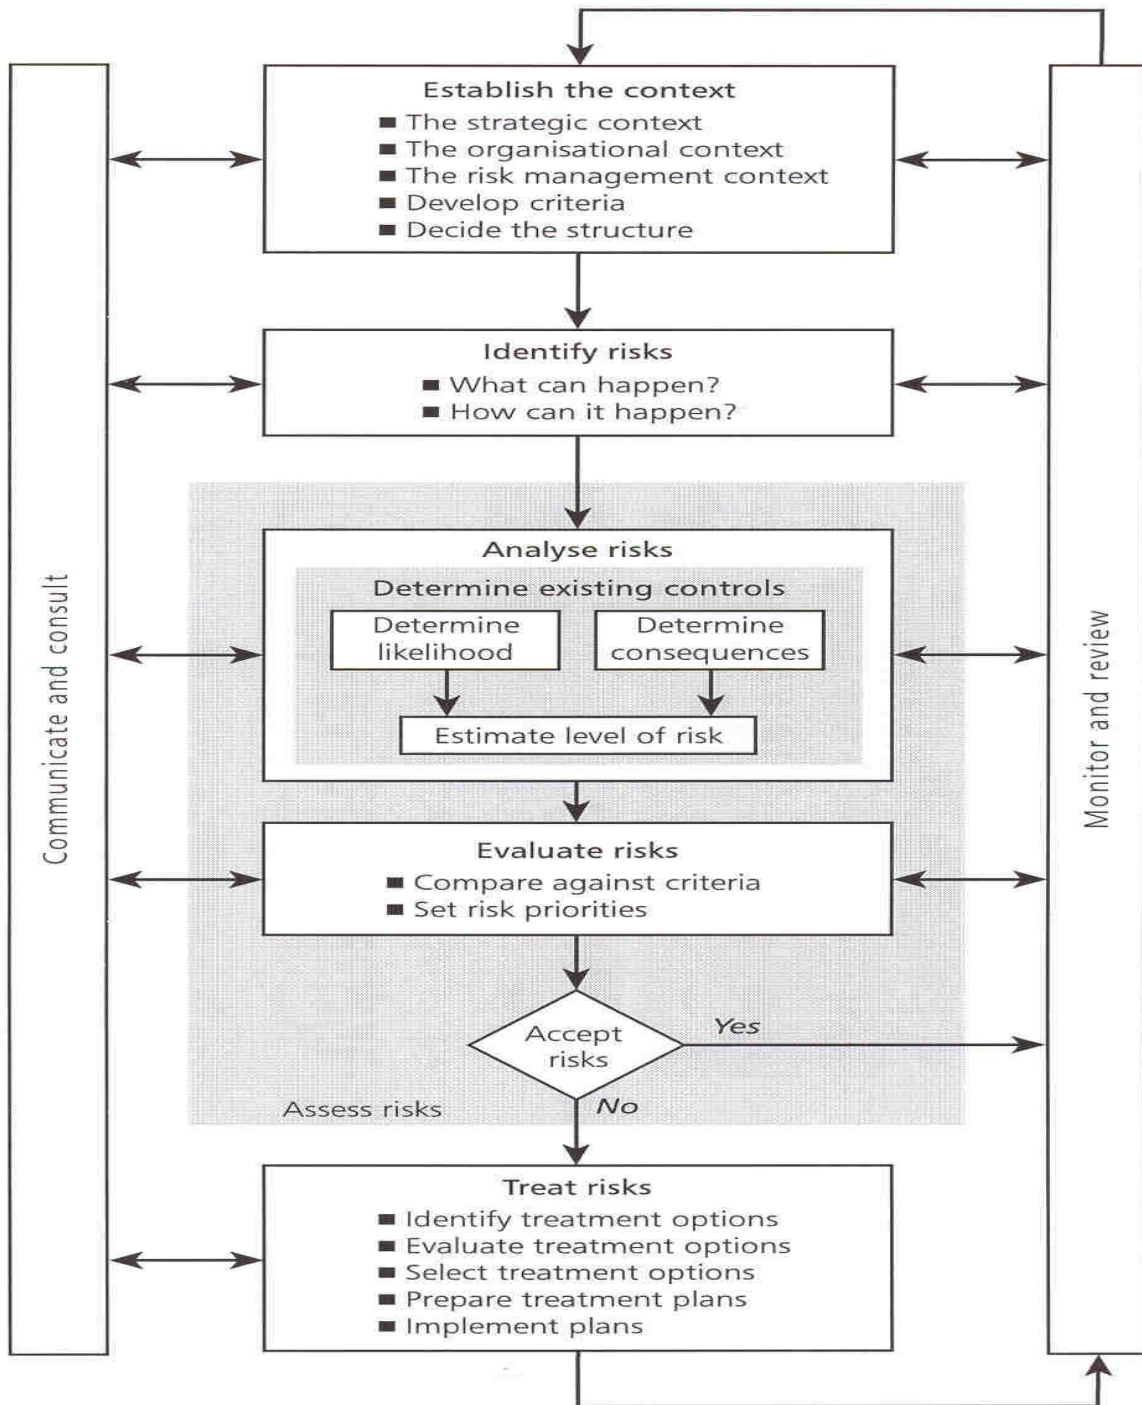 Establish the context
■ The strategic context
■ The organisational context
■ The risk management context
■ Develop criteria
■ Decide the structure
Identify risks
■ What can happen?
■ How can it happen?
Analyse risks
Determine existing controls
Determine
likelihood
Determine
consequences
Estimate level of risk
Evaluate risks
■ Compare against criteria
■ Set risk priorities
Accept
risks
Yes
No
Assess risks
Treat risks
■ Identify treatment options
■ Evaluate treatment options
■ Select treatment options
■ Prepare treatment plans
■ Implement plans
Communicate and consult
Monitor and review